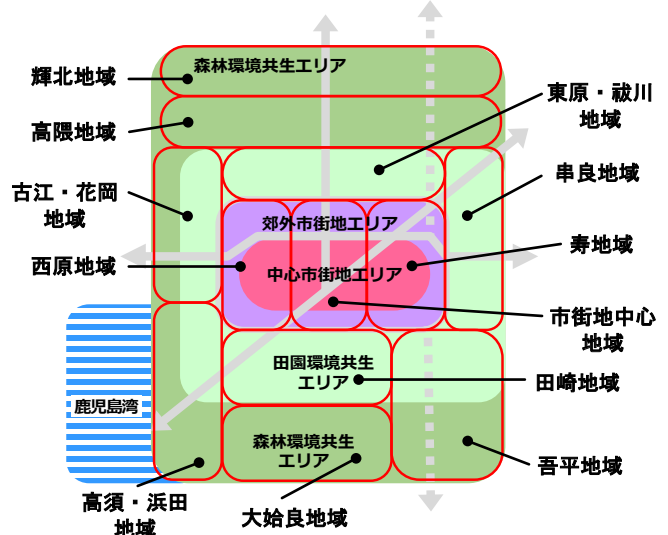 森林環境共生エリア
輝北地域
東原・祓川
地域
高隈地域
串良地域
古江・花岡
地域
郊外市街地エリア
寿地域
西原地域
中心市街地エリア
市街地中心
地域
田園環境共生
エリア
田崎地域
鹿児島湾
森林環境共生
エリア
吾平地域
高須・浜田
地域
大姶良地域